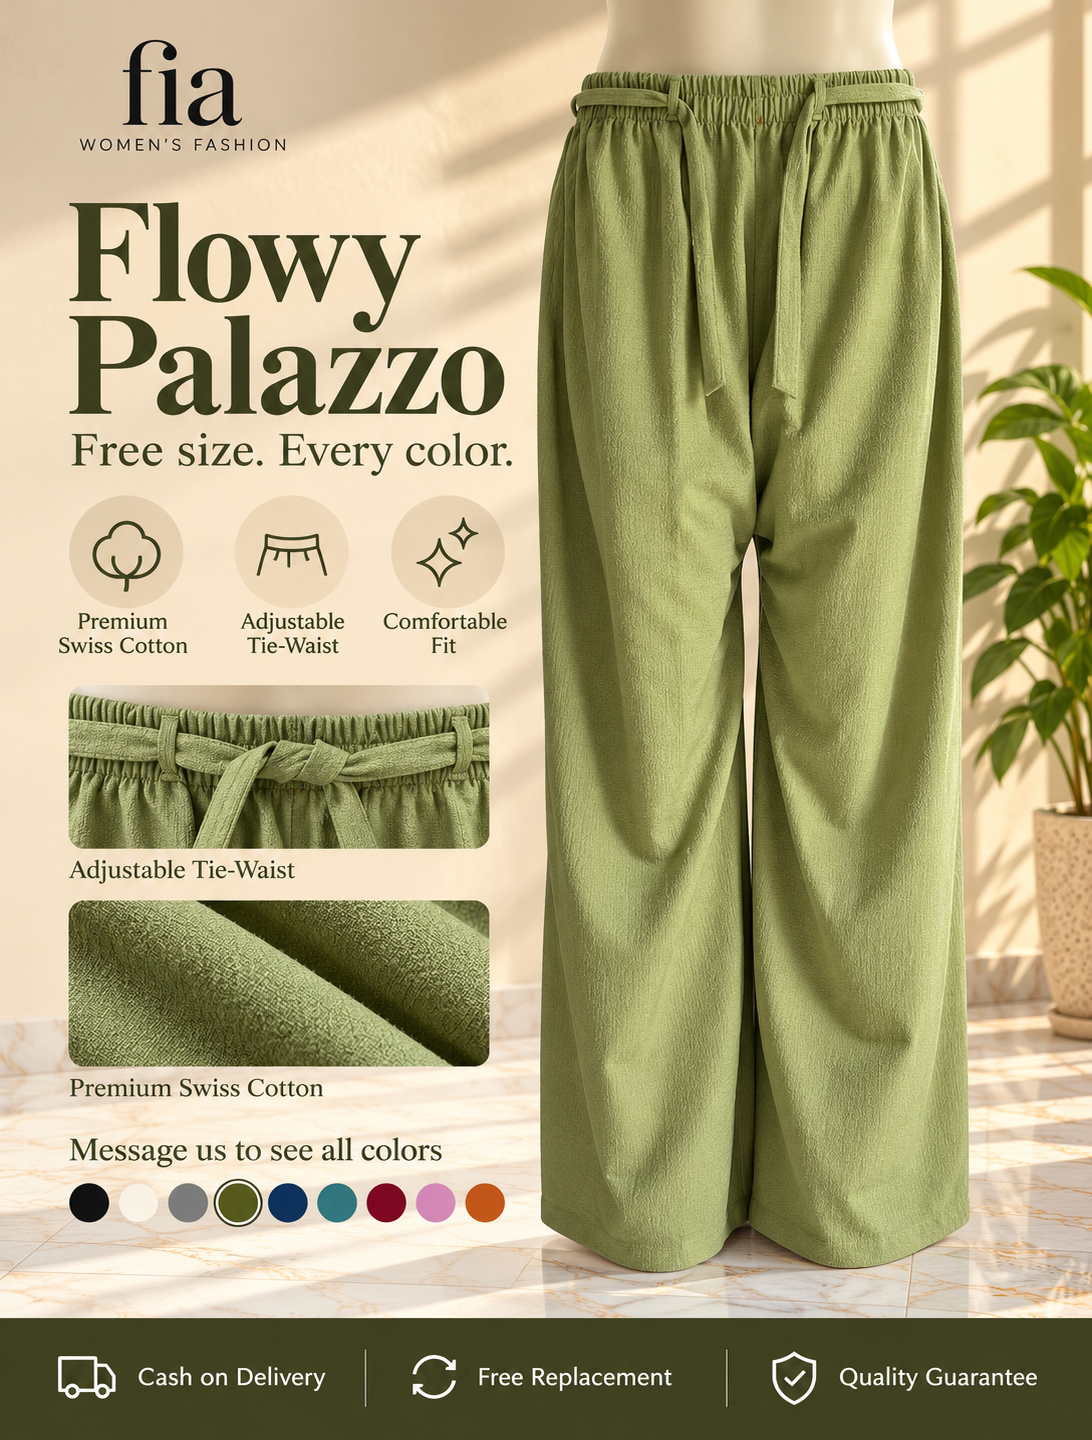 fia
WOMEN'S FASHION
Flowy
Palazzo
Free size. Every color.
Premium
Swiss Cotton
Adjustable
Tie-Waist
Comfortable
Fit
Adjustable Tie-Waist
Premium Swiss Cotton
Message us to see all colors
Cash on Delivery
Free Replacement
Quality Guarantee